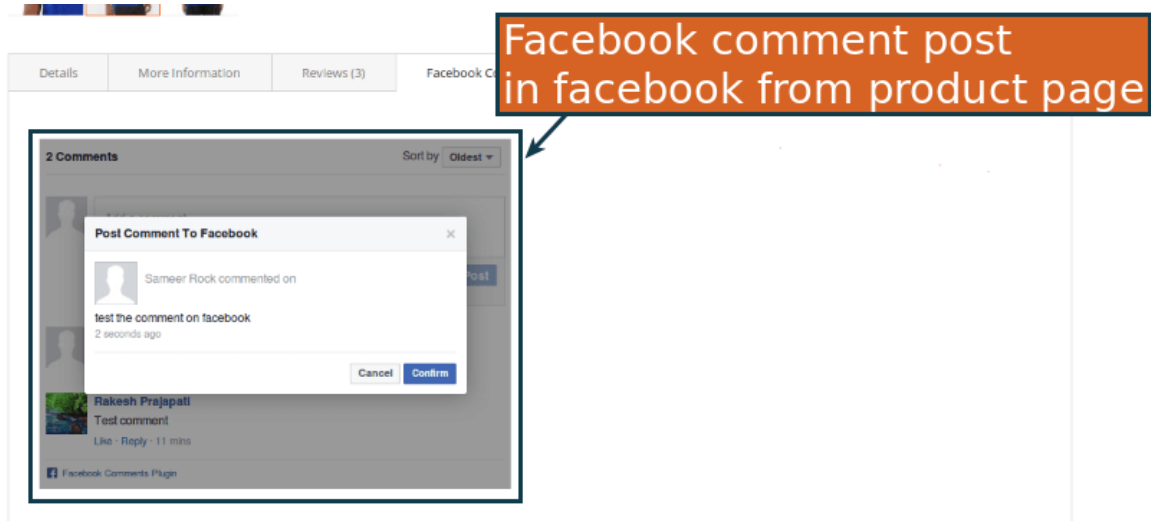 Facebook comment post
in facebook from product page
Details
More Information
Reviews (3)
Facebook Co
2 Comments
Sort by Oldest
Post Comment To Facebook
×
Sameer Rock commented on
Post
test the comment on facebook
2 seconds ago
Cancel
Confirm
Rakesh Prajapati
Test comment
Like · Reply · 11 mins
Facebook Comments Plugin